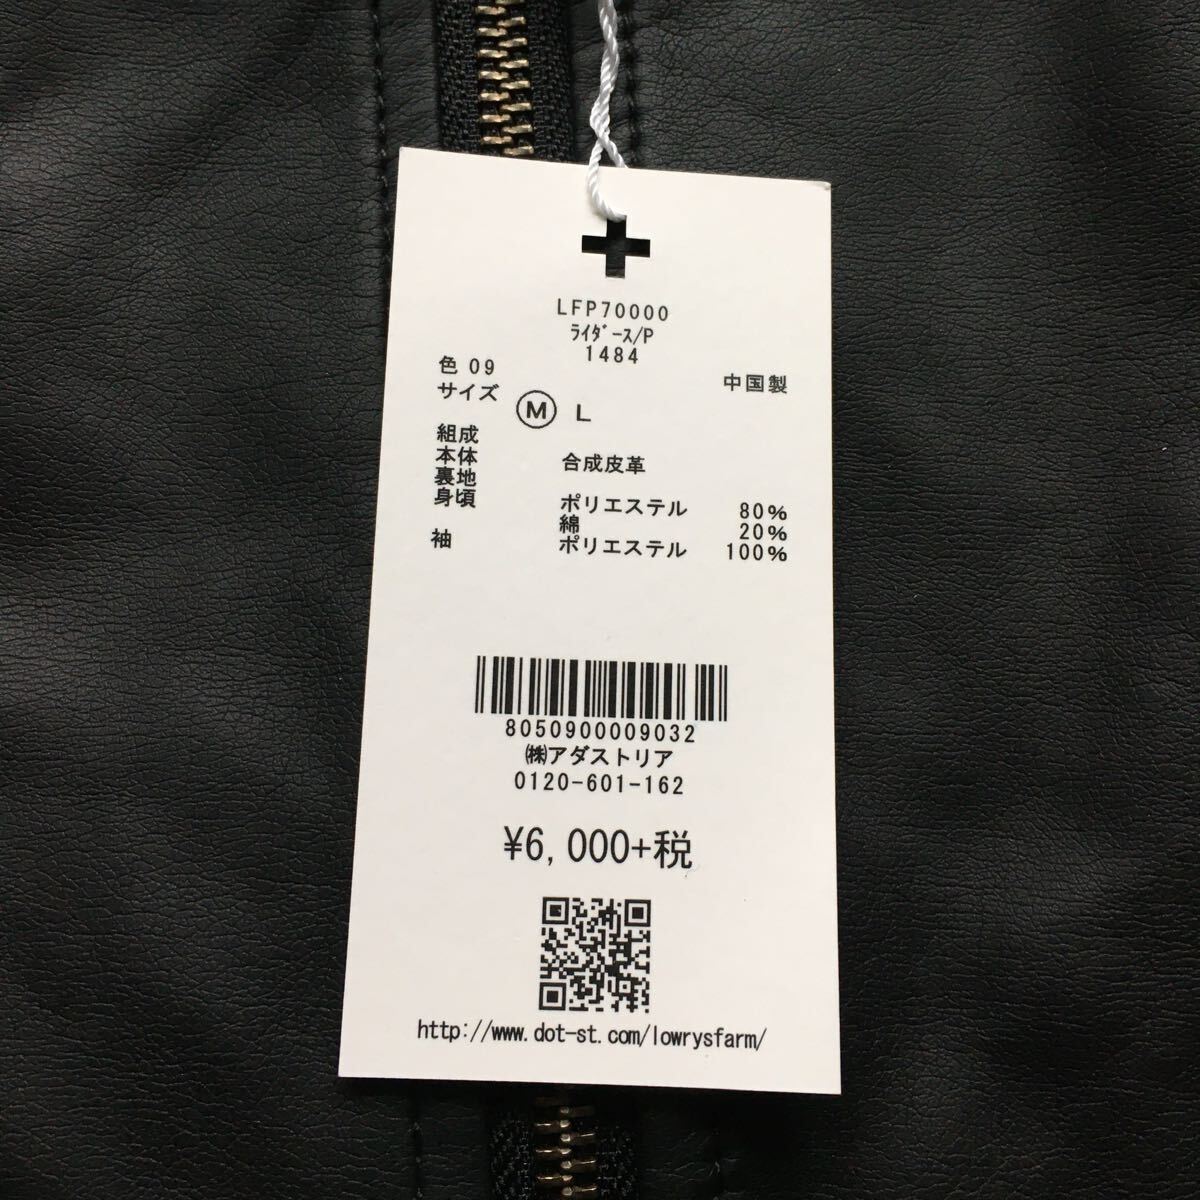 LFP70000
ﾗｲﾀﾞｰｽ/P
1484
色 09
中国製
サイズ
M L
組成
本体 合成皮革
裏地
身頃 ポリエステル 80%
綿 20%
袖 ポリエステル 100%
8050900009032
㈱アダストリア
0120-601-162
¥6,000+税
http://www.dot-st.com/lowrysfarm/